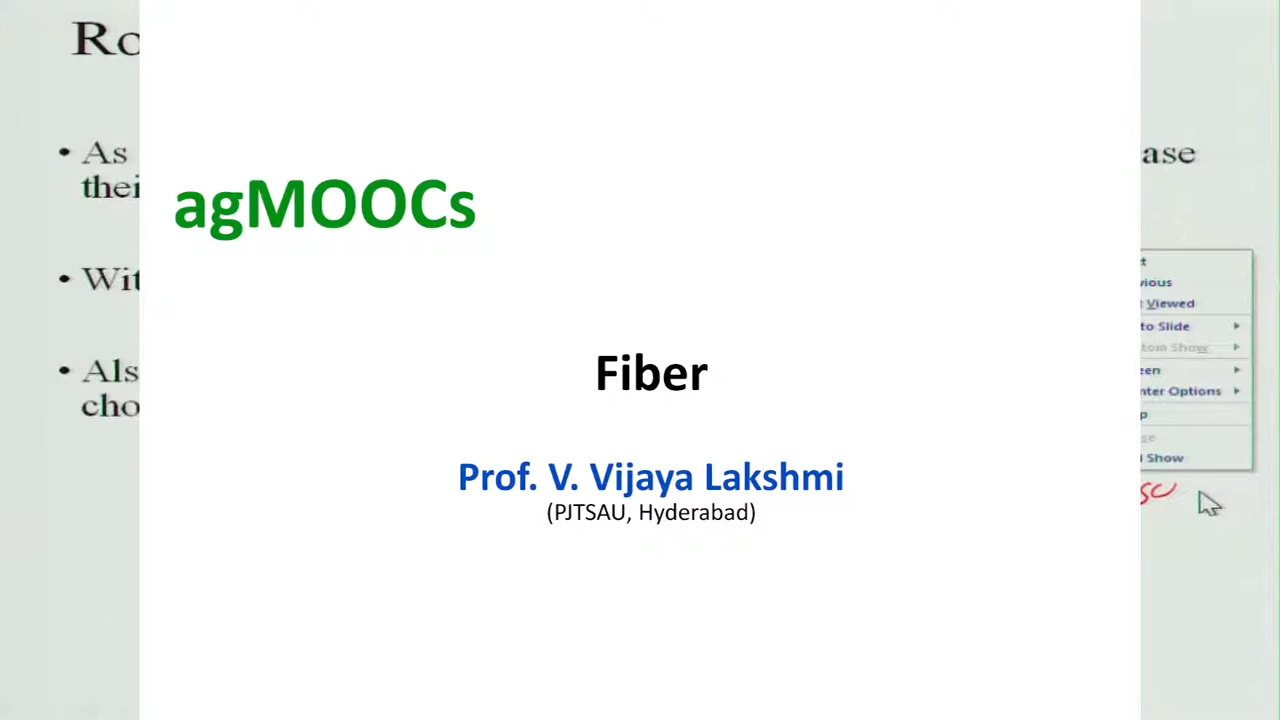 Ro
• As
ase
thei
agMOOCs
• Wit
vious
t Viewed
to Slide
tom Show
een
nter Options
Fiber
• Als
cho
l Show
Prof. V. Vijaya Lakshmi
(PJTSAU, Hyderabad)